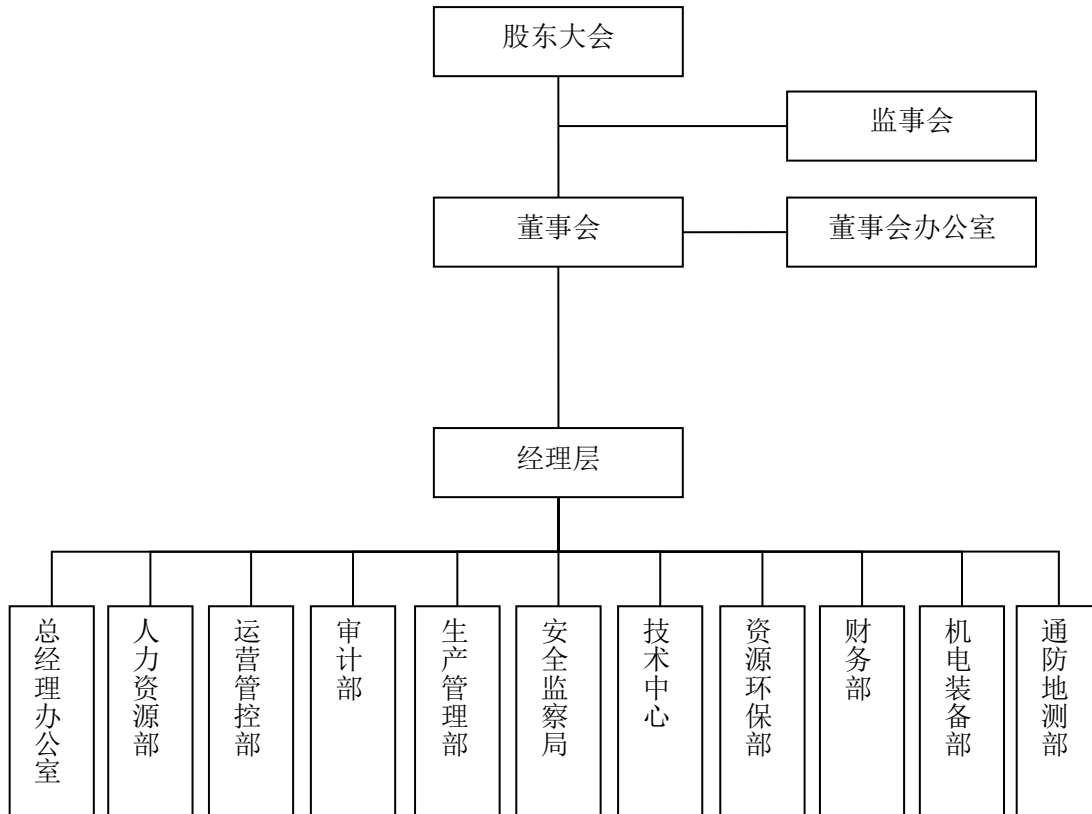 股东大会
监事会
董事会
董事会办公室
经理层
总经理办公室
人力资源部
运营管控部
审计部
生产管理部
安全监察局
技术中心
资源环保部
财务部
机电装备部
通防地测部